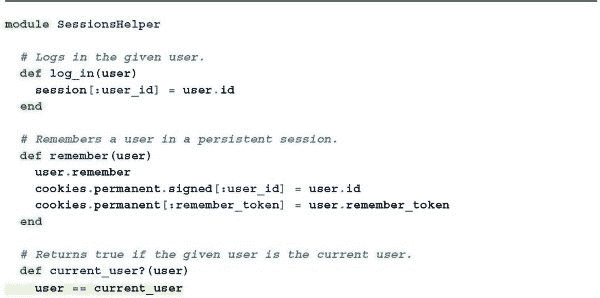 module SessionsHelper
# Logs in the given user.
def log_in(user)
session[:user_id] = user.id
end
# Remembers a user in a persistent session.
def remember(user)
user.remember
cookies.permanent.signed[:user_id] = user.id
cookies.permanent[:remember_token] = user.remember_token
end
# Returns true if the given user is the current user.
def current_user?(user)
user == current_user